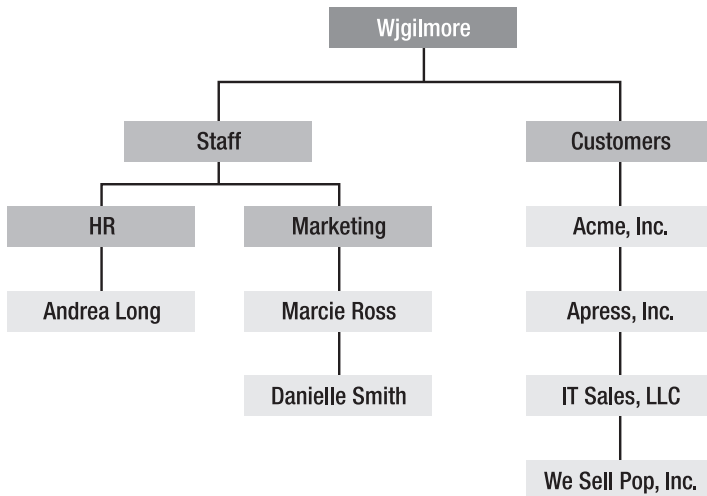 Wjgilmore
Staff
Customers
HR
Marketing
Acme, Inc.
Andrea Long
Marcie Ross
Apress, Inc.
Danielle Smith
IT Sales, LLC
We Sell Pop, Inc.